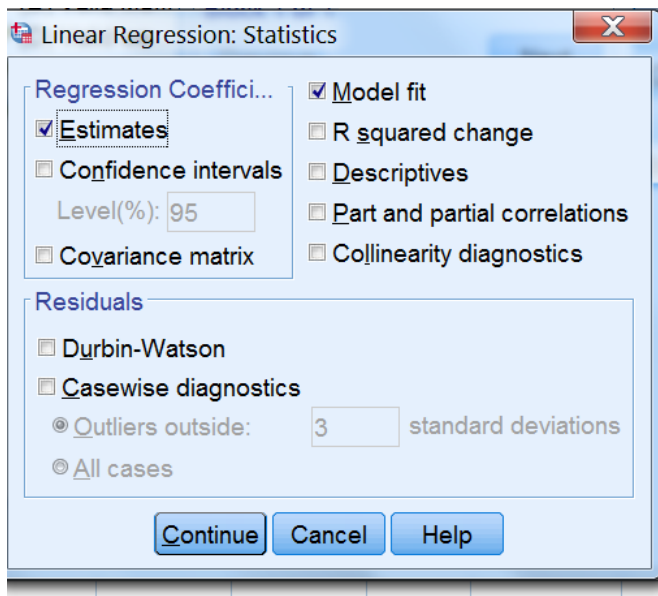 Linear Regression: Statistics
X
Regression Coeffici...
Estimates
Confidence intervals
Level(%): 95
Covariance matrix
Model fit
R squared change
Descriptives
Part and partial correlations
Collinearity diagnostics
Residuals
Durbin-Watson
Casewise diagnostics
Outliers outside: 3 standard deviations
All cases
Continue Cancel Help